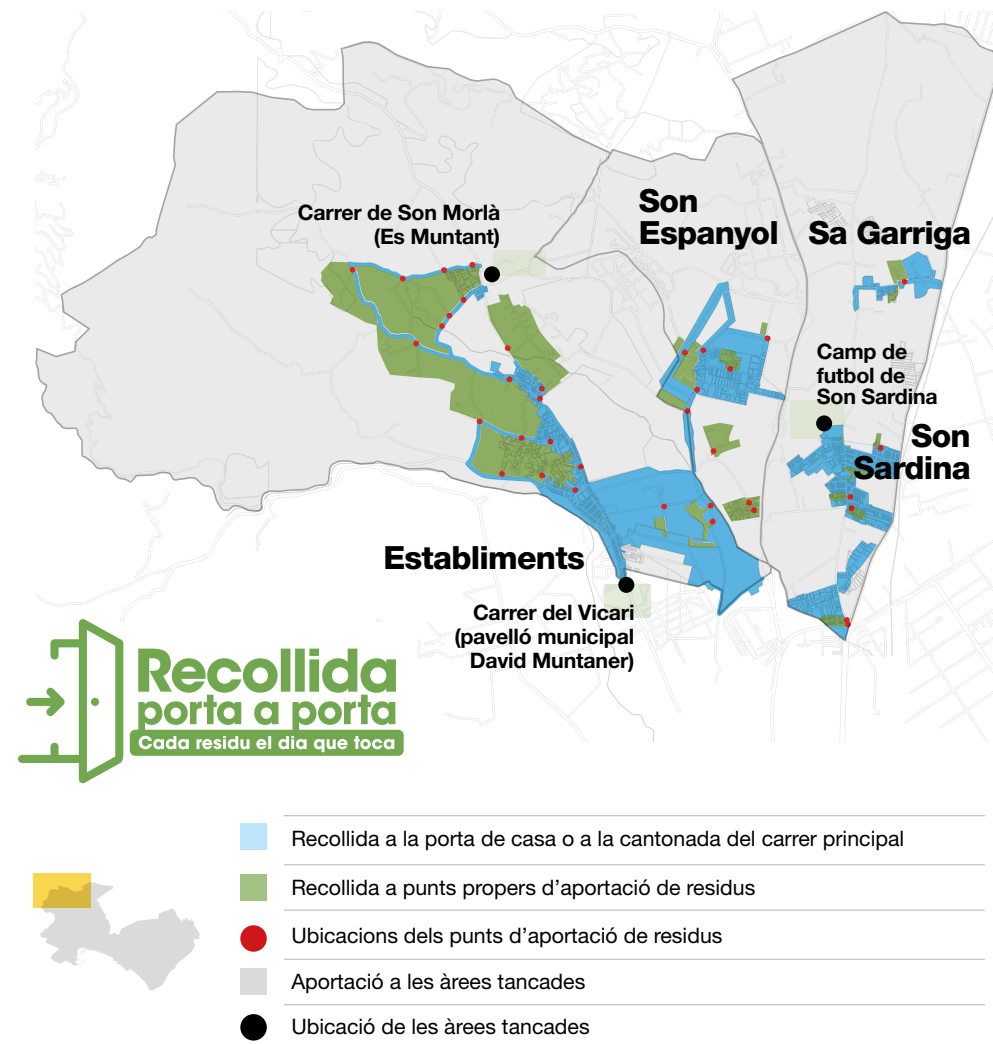 Son
Espanyol
Sa Garriga
Carrer de Son Morlà
(Es Muntant)
Camp de
futbol de
Son Sardina
Son
Sardina
Establiments
Carrer del Vicari
(pavelló municipal
David Muntaner)
Recollida
porta a porta
Cada residu el dia que toca
Recollida a la porta de casa o a la cantonada del carrer principal
Recollida a punts propers d’aportació de residus
Ubicacions dels punts d’aportació de residus
Aportació a les àrees tancades
Ubicació de les àrees tancades